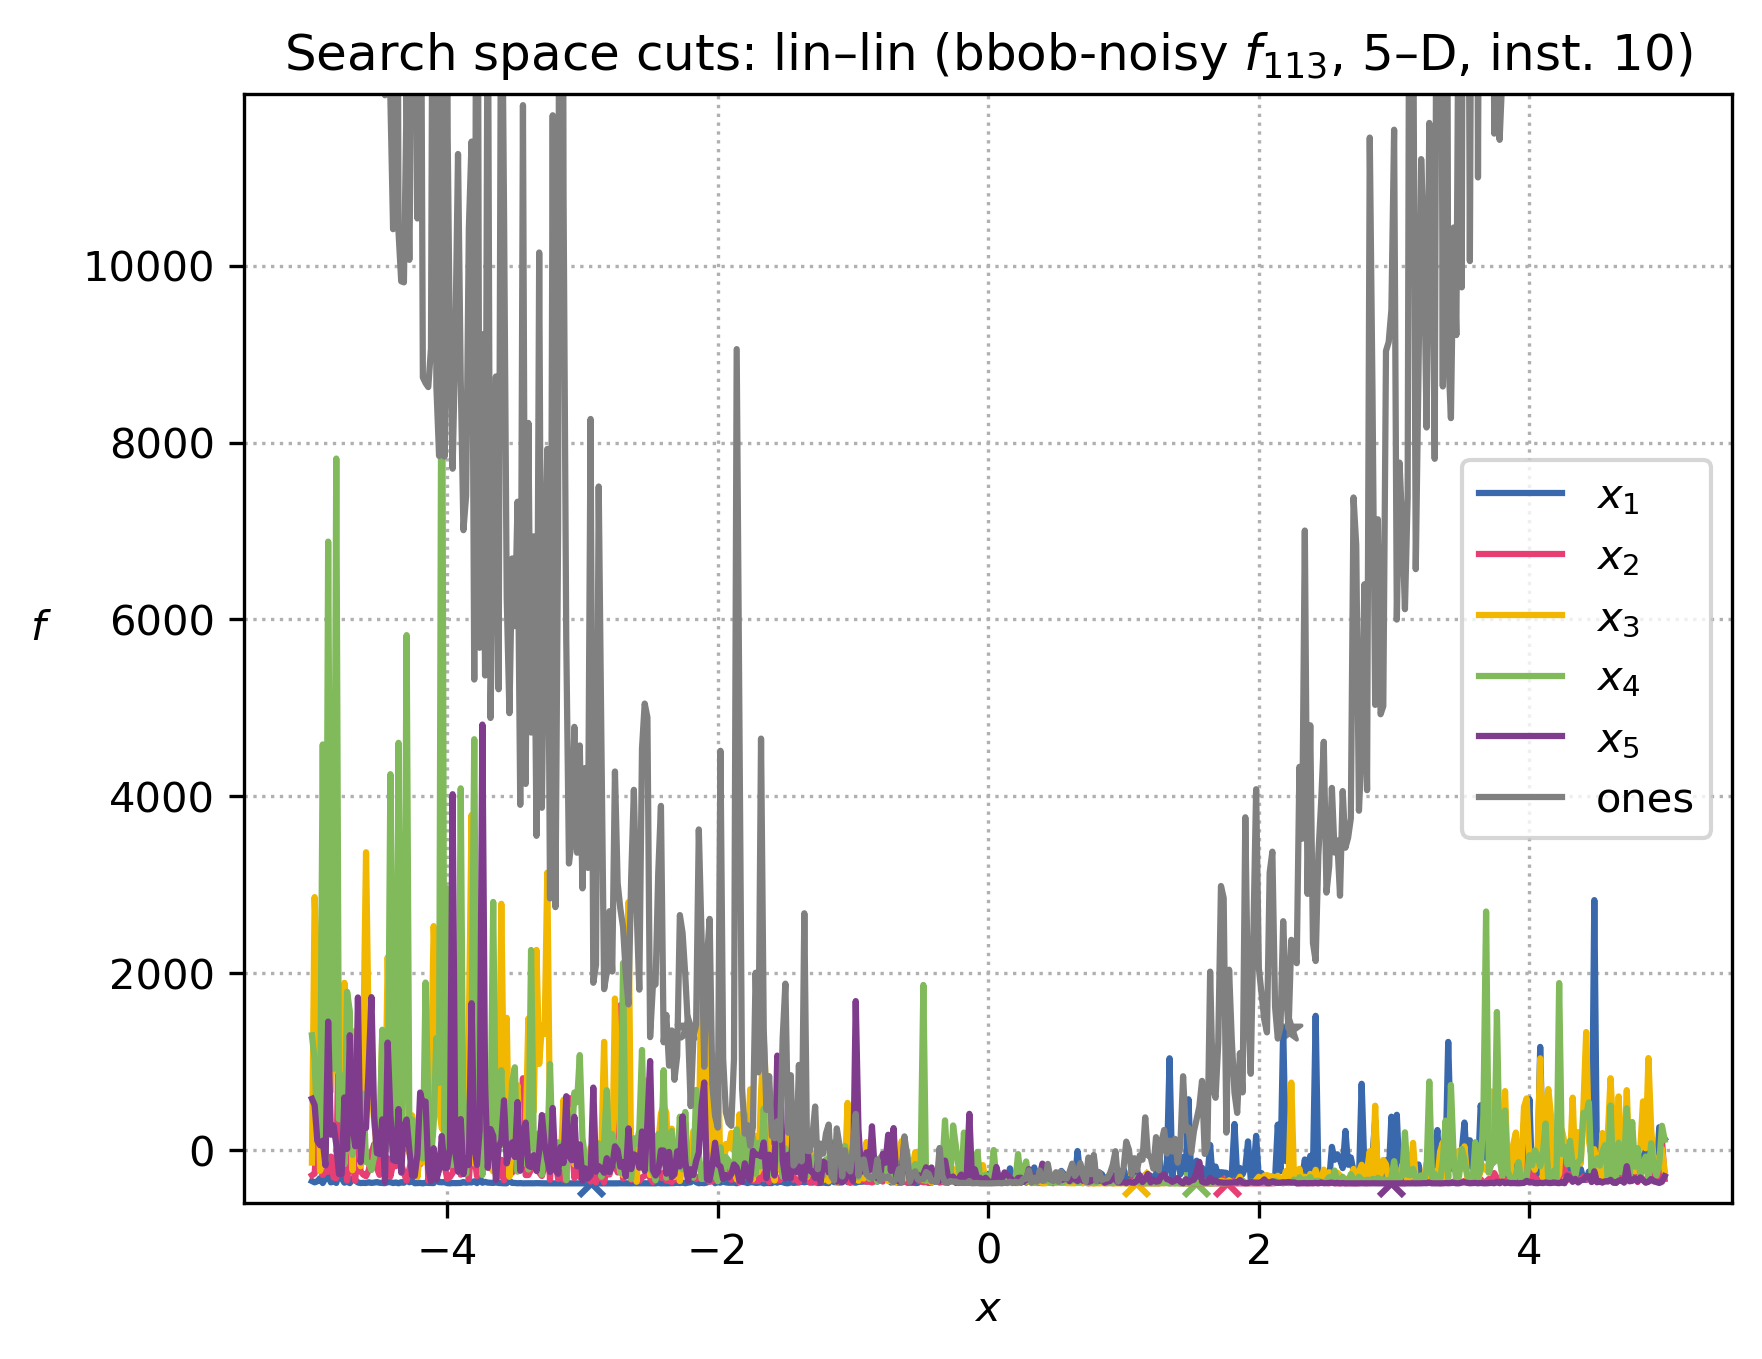 Search space cuts: lin–lin (bbob-noisy f₁₁₃, 5–D, inst. 10)
10000
8000
6000
4000
2000
0
f
x₁
x₂
x₃
x₄
x₅
ones
−4
−2
0
2
4
x